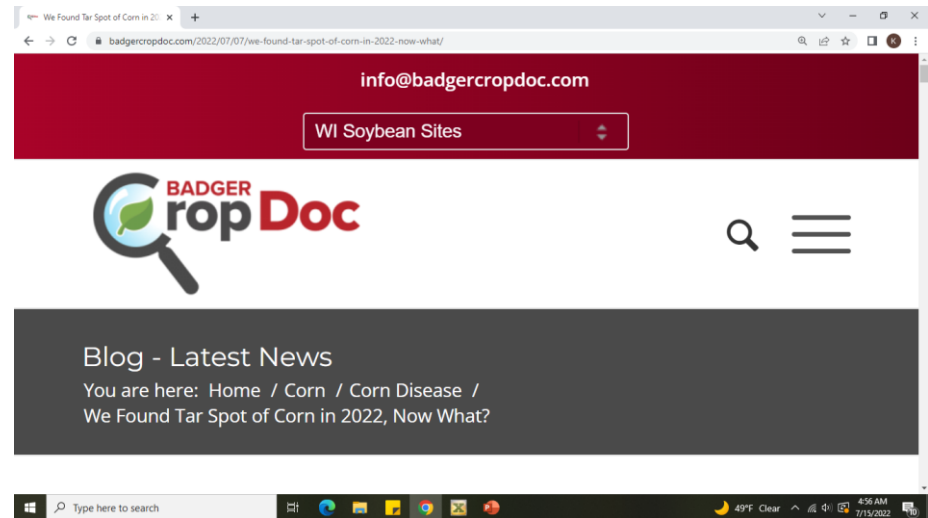 We Found Tar Spot of Corn in 20
badgercropdoc.com/2022/07/07/we-found-tar-spot-of-corn-in-2022-now-what/
K
info@badgercropdoc.com
WI Soybean Sites
BADGER
Crop Doc
Blog - Latest News
You are here: Home / Corn / Corn Disease /
We Found Tar Spot of Corn in 2022, Now What?
Type here to search
49°F Clear
4:56 AM
7/15/2022